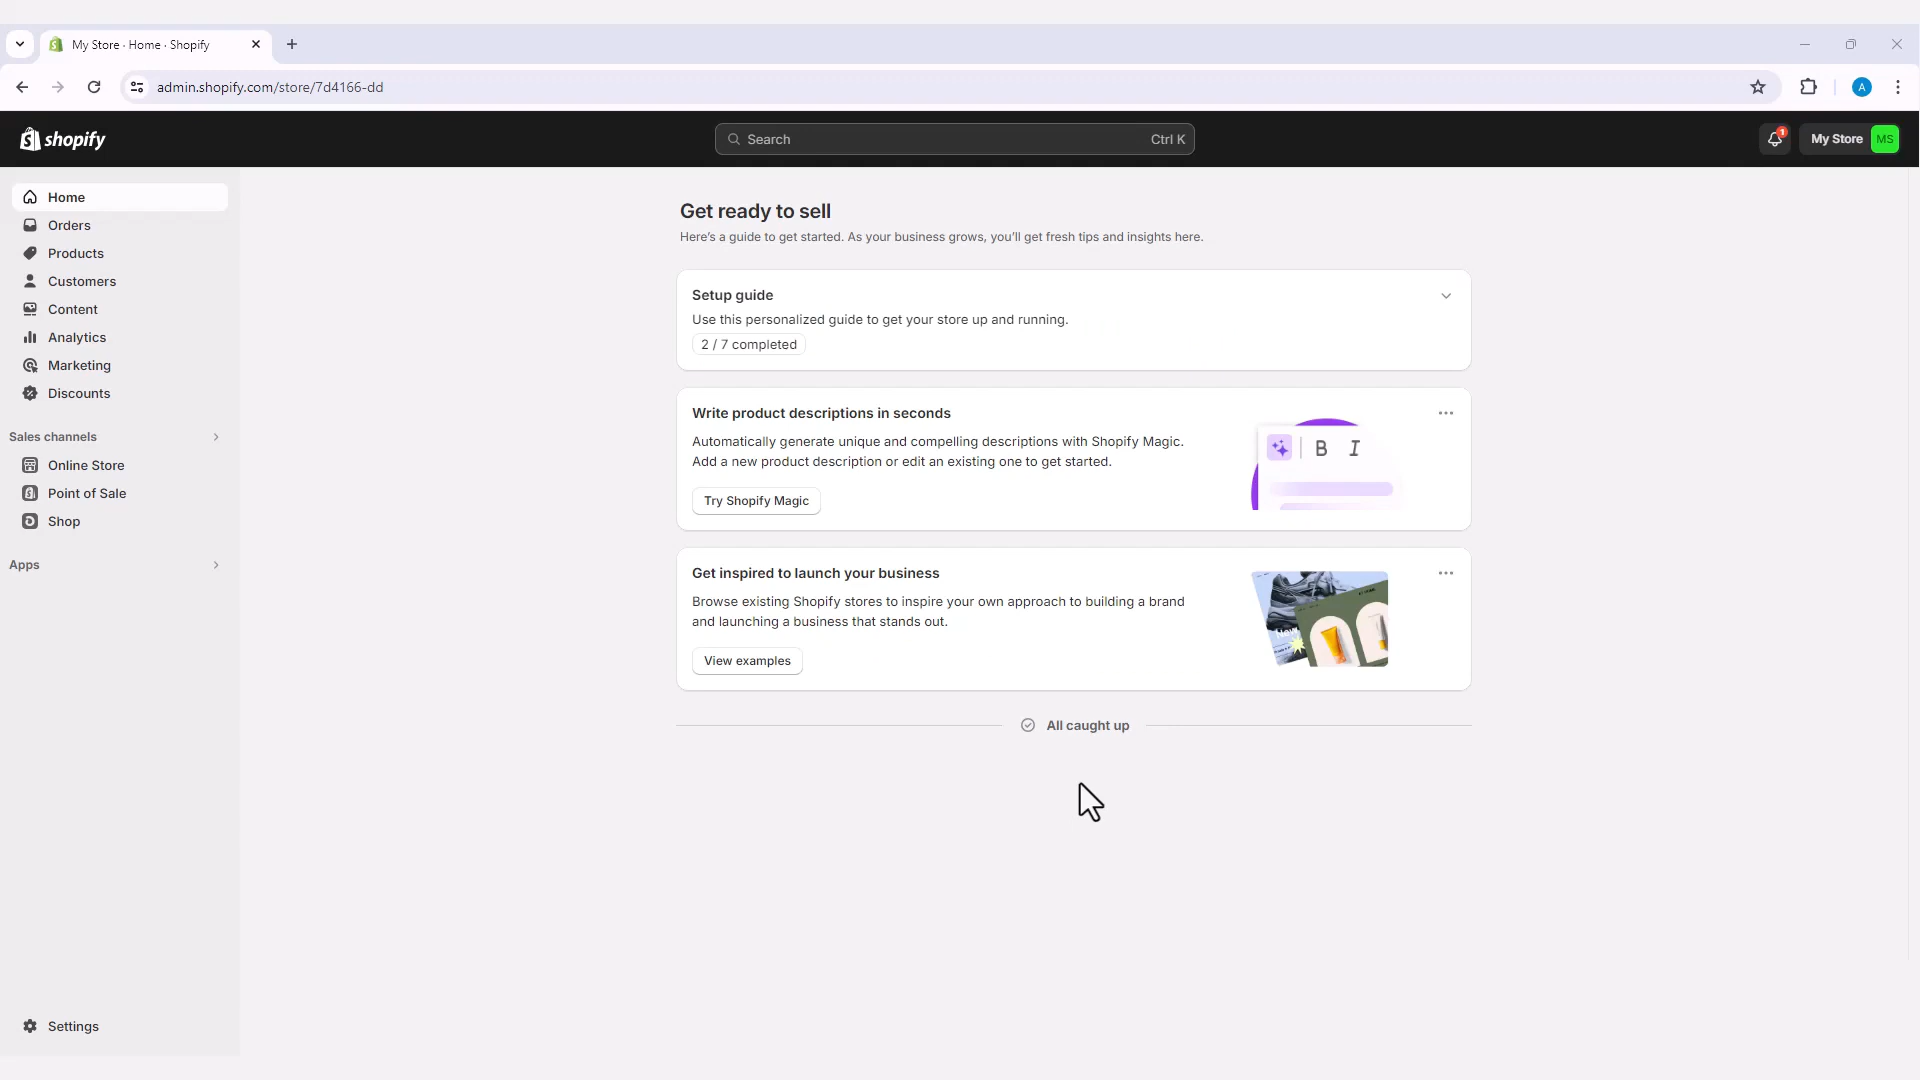 My Store · Home · Shopify
admin.shopify.com/store/7d4166-dd
A
shopify
Search
Ctrl K
1
My Store
MS
Home
Orders
Products
Customers
Content
Analytics
Marketing
Discounts
Sales channels
Online Store
Point of Sale
Shop
Apps
Settings
Get ready to sell
Here's a guide to get started. As your business grows, you'll get fresh tips and insights here.
Setup guide
Use this personalized guide to get your store up and running.
2 / 7 completed
Write product descriptions in seconds
Automatically generate unique and compelling descriptions with Shopify Magic.
Add a new product description or edit an existing one to get started.
Try Shopify Magic
B I
Get inspired to launch your business
Browse existing Shopify stores to inspire your own approach to building a brand
and launching a business that stands out.
View examples
New
All caught up